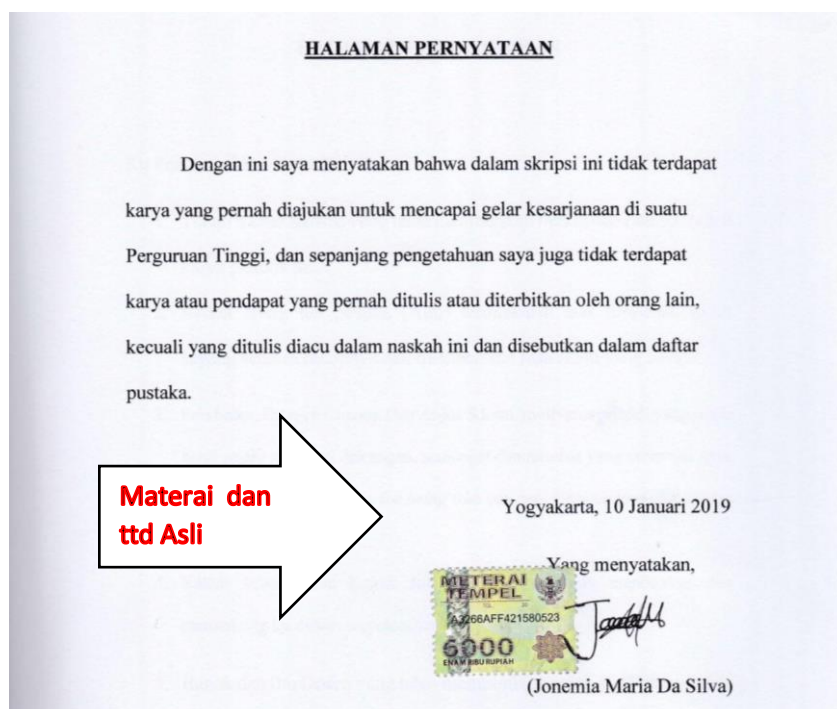 HALAMAN PERNYATAAN
Dengan ini saya menyatakan bahwa dalam skripsi ini tidak terdapat
karya yang pernah diajukan untuk mencapai gelar kesarjanaan di suatu
Perguruan Tinggi, dan sepanjang pengetahuan saya juga tidak terdapat
karya atau pendapat yang pernah ditulis atau diterbitkan oleh orang lain,
kecuali yang ditulis diacu dalam naskah ini dan disebutkan dalam daftar
pustaka.
Materai dan
ttd Asli
Yogyakarta, 10 Januari 2019
Yang menyatakan,
METERAI
TEMPEL
A3266AFF421580523
6000
ENAM RIBU RUPIAH
(Jonemia Maria Da Silva)